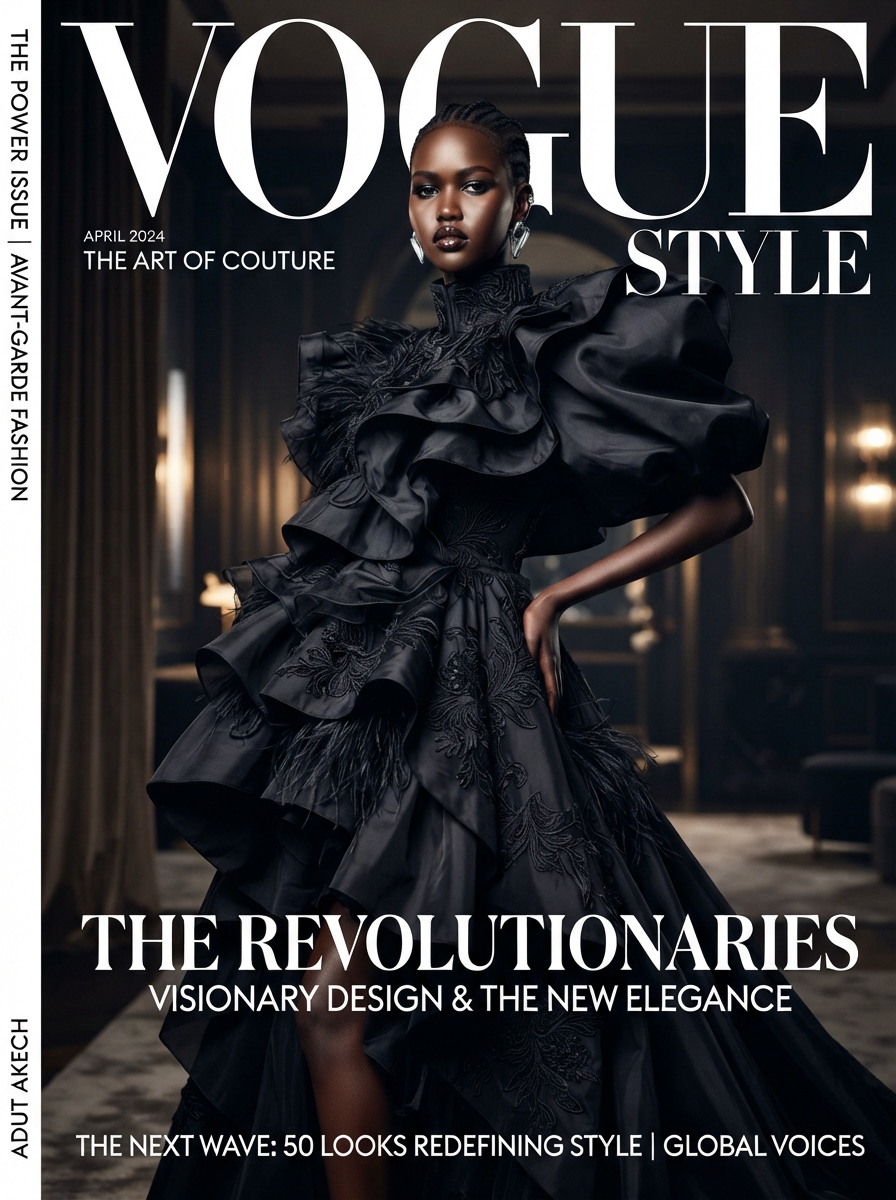 VOGUE
STYLE
APRIL 2024
THE ART OF COUTURE
THE POWER ISSUE | AVANT-GARDE FASHION
ADUT AKECH
THE REVOLUTIONARIES
VISIONARY DESIGN & THE NEW ELEGANCE
THE NEXT WAVE: 50 LOOKS REDEFINING STYLE | GLOBAL VOICES